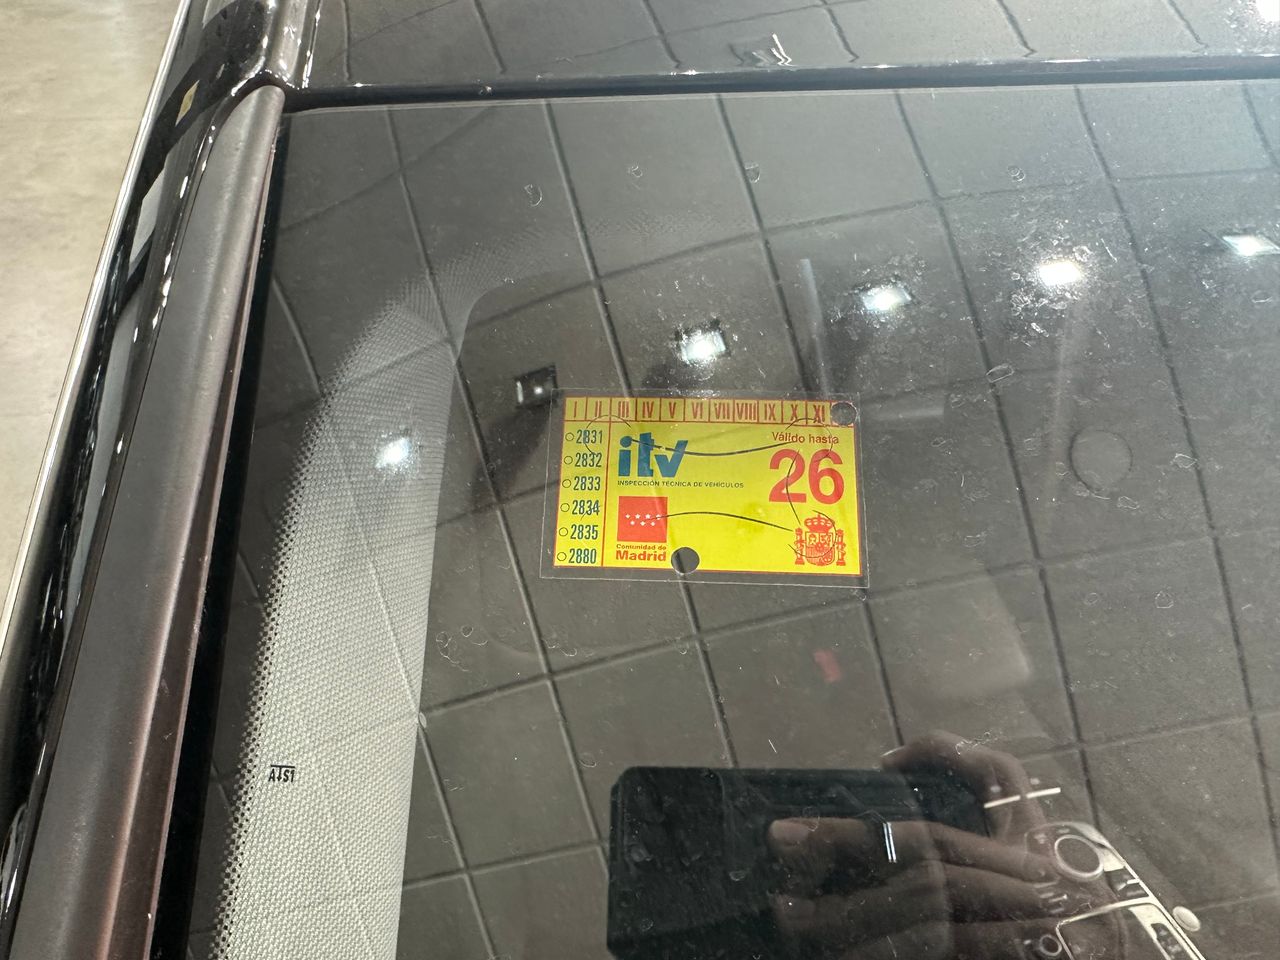 I II III IV V VI VII VIII IX X XI
2831
2832
2833
2834
2835
2880
itv
INSPECCIÓN TÉCNICA DE VEHÍCULOS
Válido hasta
26
Comunidad de
Madrid
A↓S1